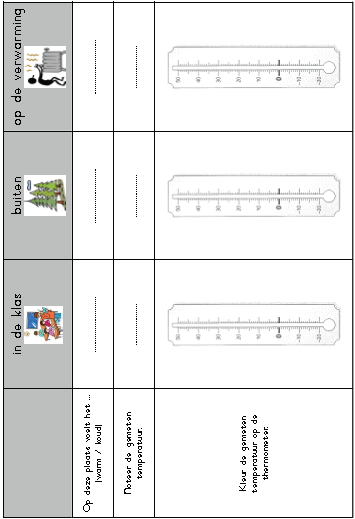 in de klas
buiten
op de verwarming
Op deze plaats voelt het ...
(warm / koud)
....................
....................
....................
Noteer de gemeten
temperatuur.
..............
..............
..............
Kleur de gemeten
temperatuur op de
thermometer.
50 40 30 20 10 0 -10 -20
50 40 30 20 10 0 -10 -20
50 40 30 20 10 0 -10 -20